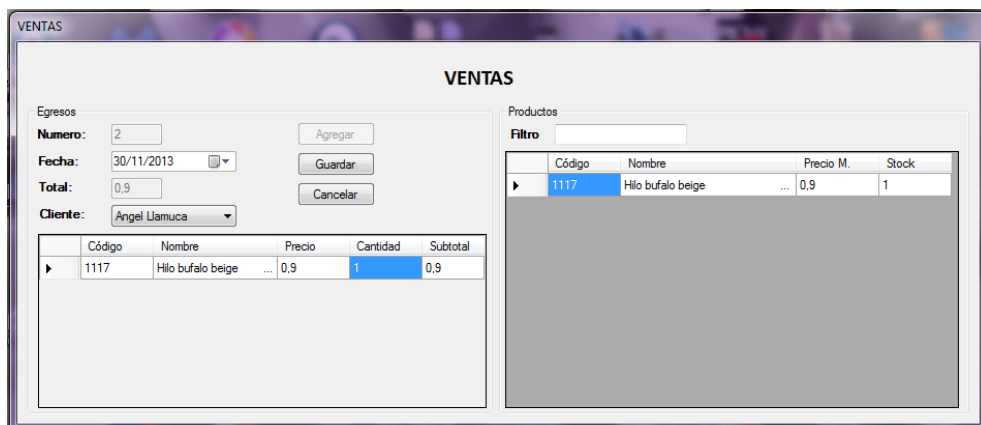 VENTAS
VENTAS
Egresos
Numero: 2 Agregar
Fecha: 30/11/2013 Guardar
Total: 0,9 Cancelar
Cliente: Angel Llamuca
Código Nombre Precio Cantidad Subtotal
1117 Hilo bufalo beige ... 0,9 1 0,9
Productos
Filtro
Código Nombre Precio M. Stock
1117 Hilo bufalo beige ... 0,9 1